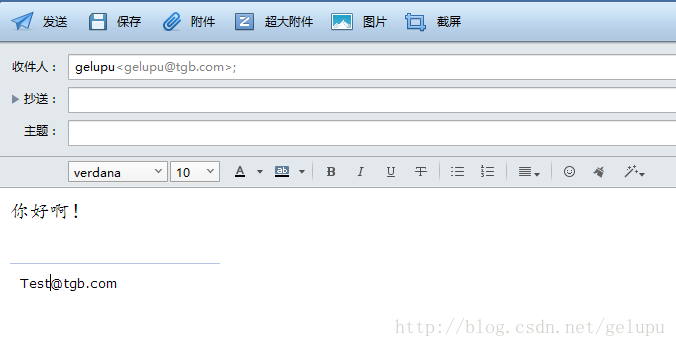 发送 保存 附件 超大附件 图片 截屏
收件人： gelupu<gelupu@tgb.com>;
抄送：
主题：
verdana 10 A ab B I U T
你好啊！
Test@tgb.com
http://blog.csdn.net/gelupu